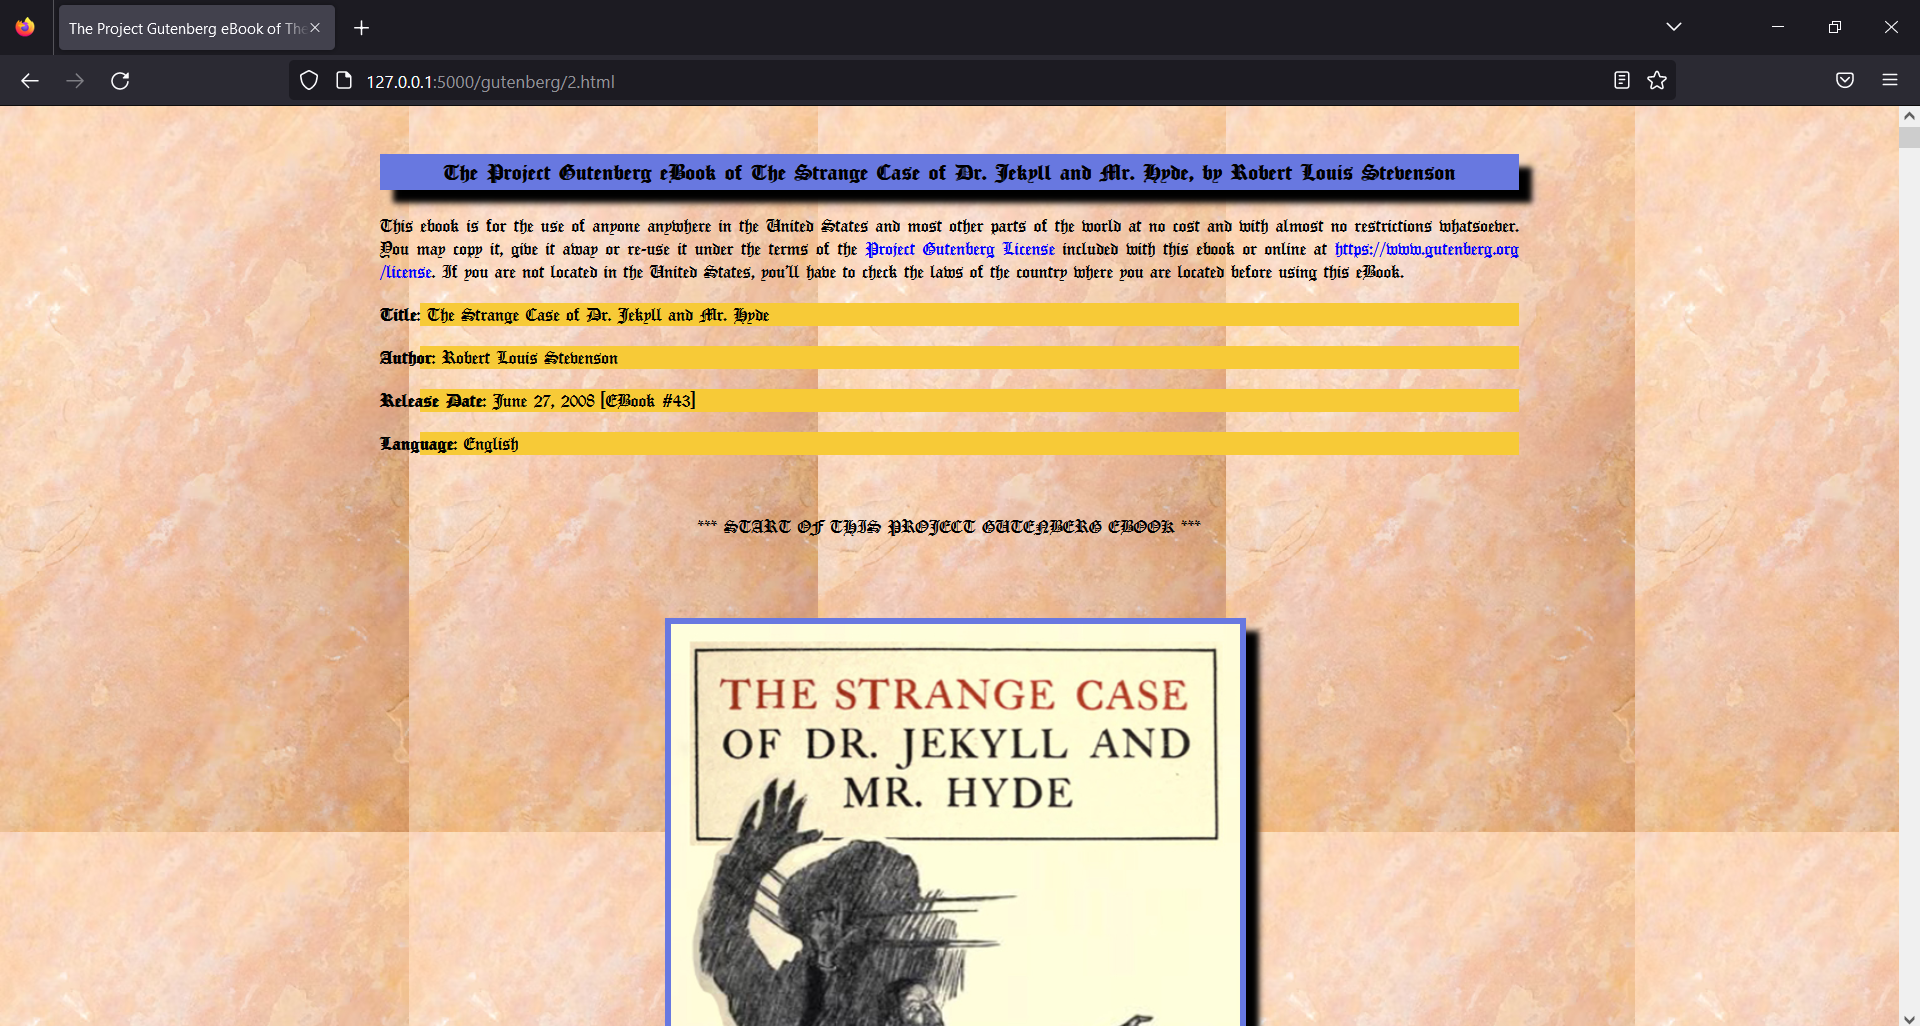 The Project Gutenberg eBook of The
127.0.0.1:5000/gutenberg/2.html
The Project Gutenberg eBook of The Strange Case of Dr. Jekyll and Mr. Hyde, by Robert Louis Stevenson
This ebook is for the use of anyone anywhere in the United States and most other parts of the world at no cost and with almost no restrictions whatsoever.
You may copy it, give it away or re-use it under the terms of the Project Gutenberg License included with this ebook or online at https://www.gutenberg.org
/license. If you are not located in the United States, you'll have to check the laws of the country where you are located before using this eBook.
Title: The Strange Case of Dr. Jekyll and Mr. Hyde
Author: Robert Louis Stevenson
Release Date: June 27, 2008 [EBook #43]
Language: English
*** START OF THIS PROJECT GUTENBERG EBOOK ***
THE STRANGE CASE
OF DR. JEKYLL AND
MR. HYDE